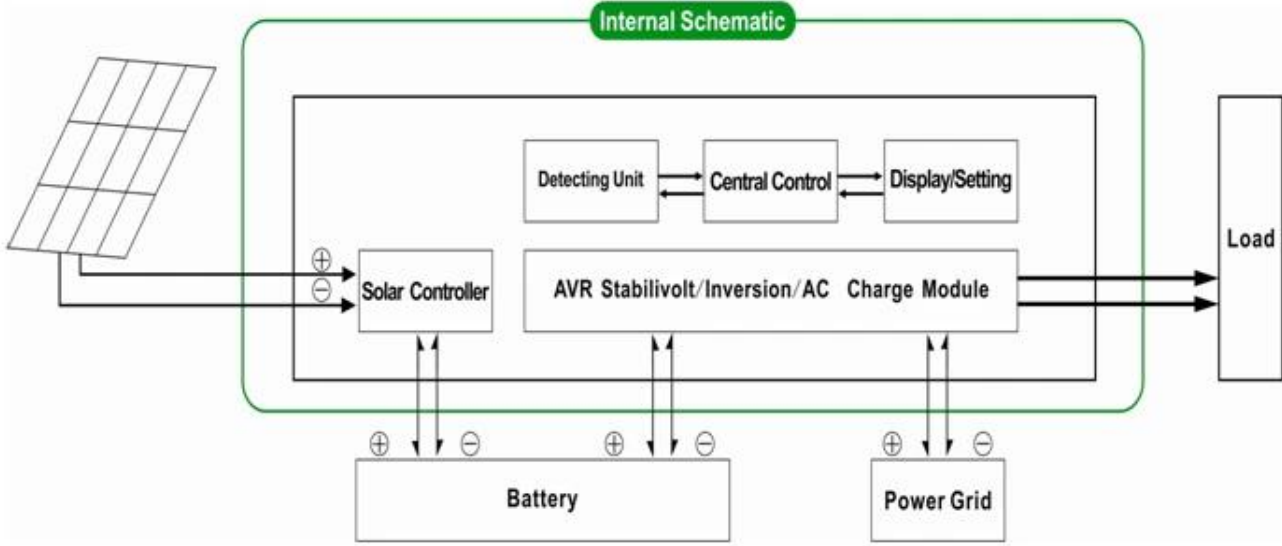 Internal Schematic
Detecting Unit
Central Control
Display/Setting
Load
⊕
⊖
Solar Controller
AVR Stabilivolt/Inversion/AC Charge Module
⊕ ⊖ ⊕ ⊖ ⊕ ⊖
Battery
Power Grid